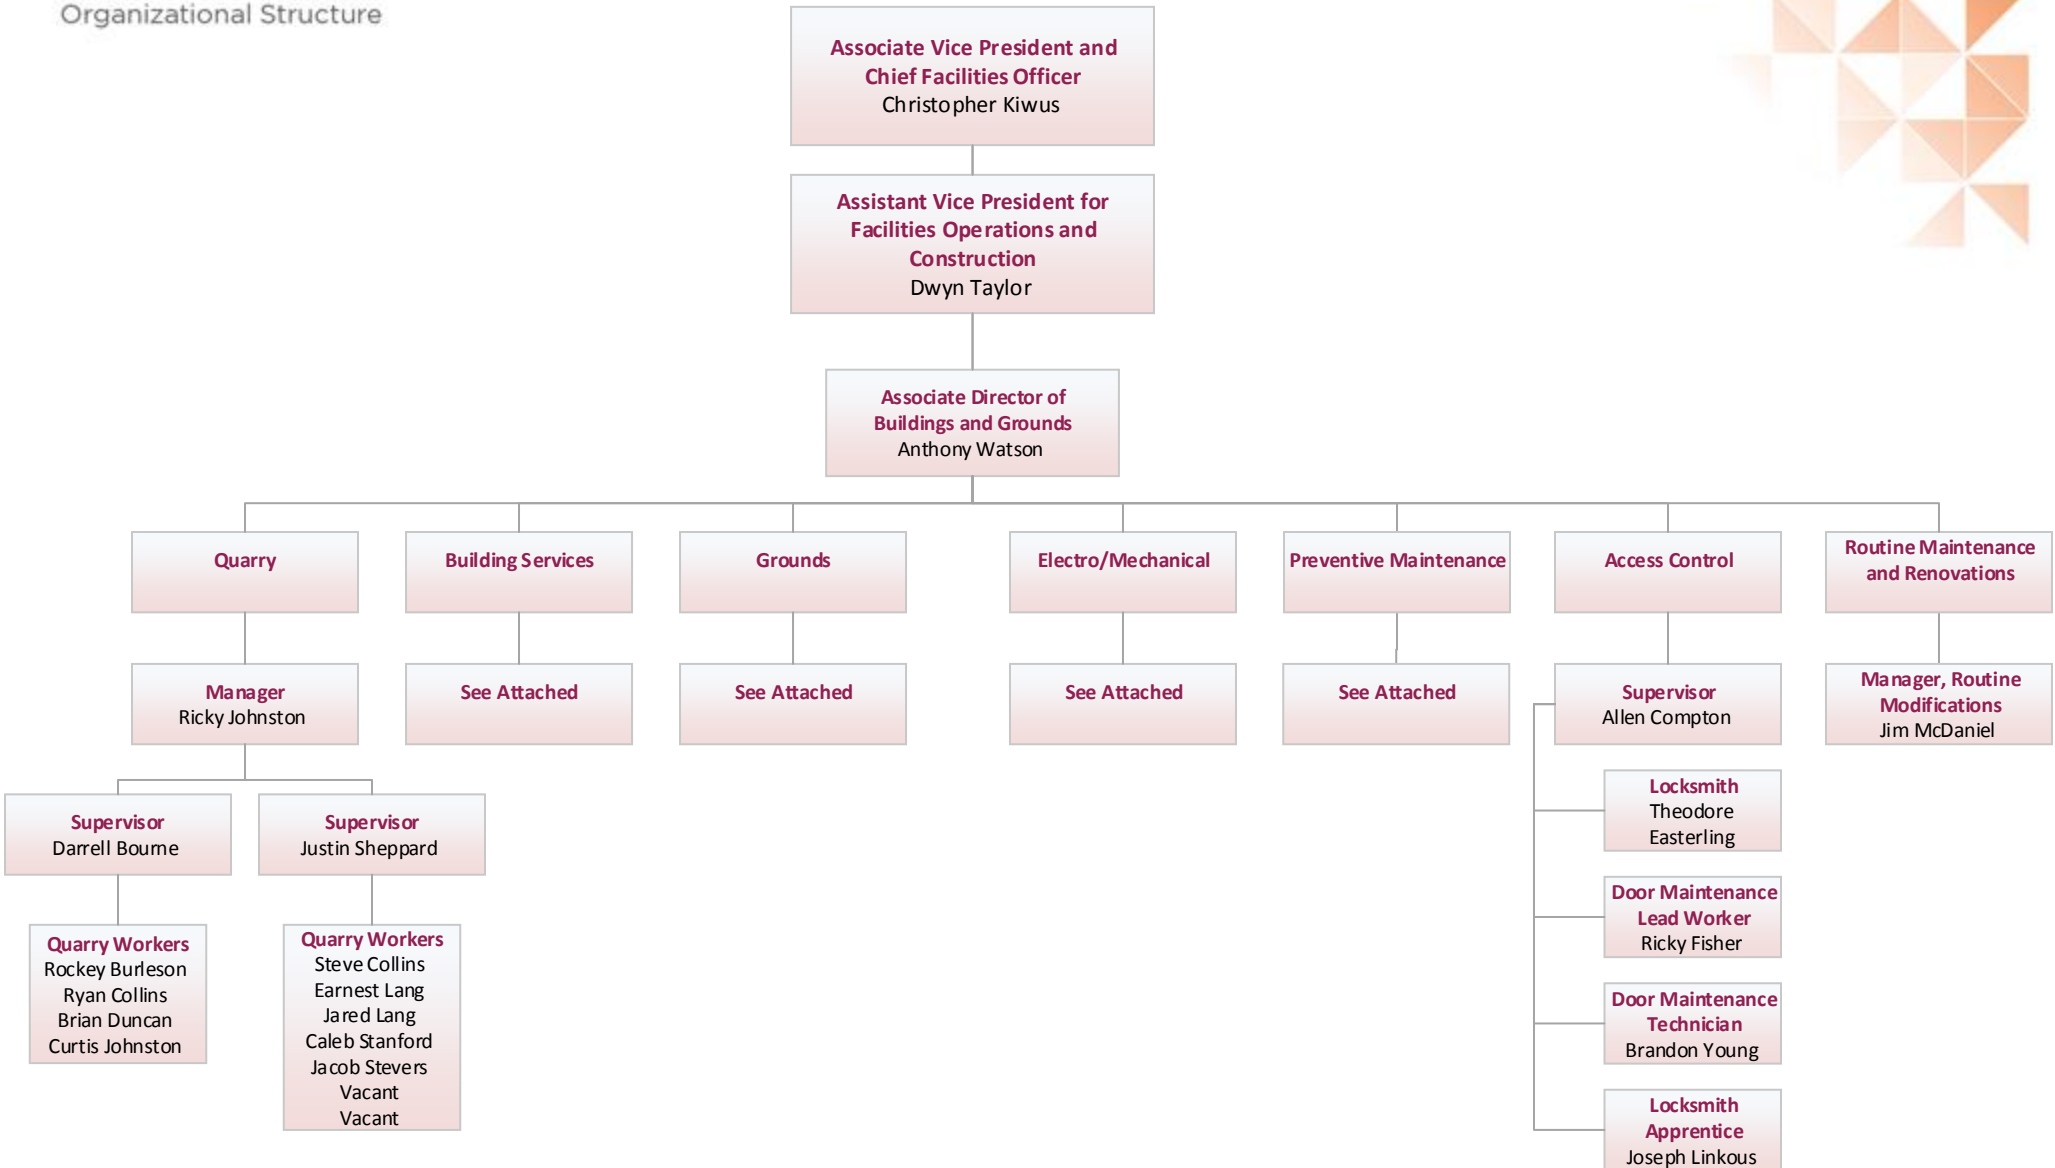 Organizational Structure
Associate Vice President and
Chief Facilities Officer
Christopher Kiwus
Assistant Vice President for
Facilities Operations and
Construction
Dwyn Taylor
Associate Director of
Buildings and Grounds
Anthony Watson
Quarry
Building Services
Grounds
Electro/Mechanical
Preventive Maintenance
Access Control
Routine Maintenance
and Renovations
Manager
Ricky Johnston
See Attached
See Attached
See Attached
See Attached
Supervisor
Allen Compton
Manager, Routine
Modifications
Jim McDaniel
Supervisor
Darrell Bourne
Supervisor
Justin Sheppard
Quarry Workers
Rockey Burleson
Ryan Collins
Brian Duncan
Curtis Johnston
Quarry Workers
Steve Collins
Earnest Lang
Jared Lang
Caleb Stanford
Jacob Stevers
Vacant
Vacant
Locksmith
Theodore
Easterling
Door Maintenance
Lead Worker
Ricky Fisher
Door Maintenance
Technician
Brandon Young
Locksmith
Apprentice
Joseph Linkous